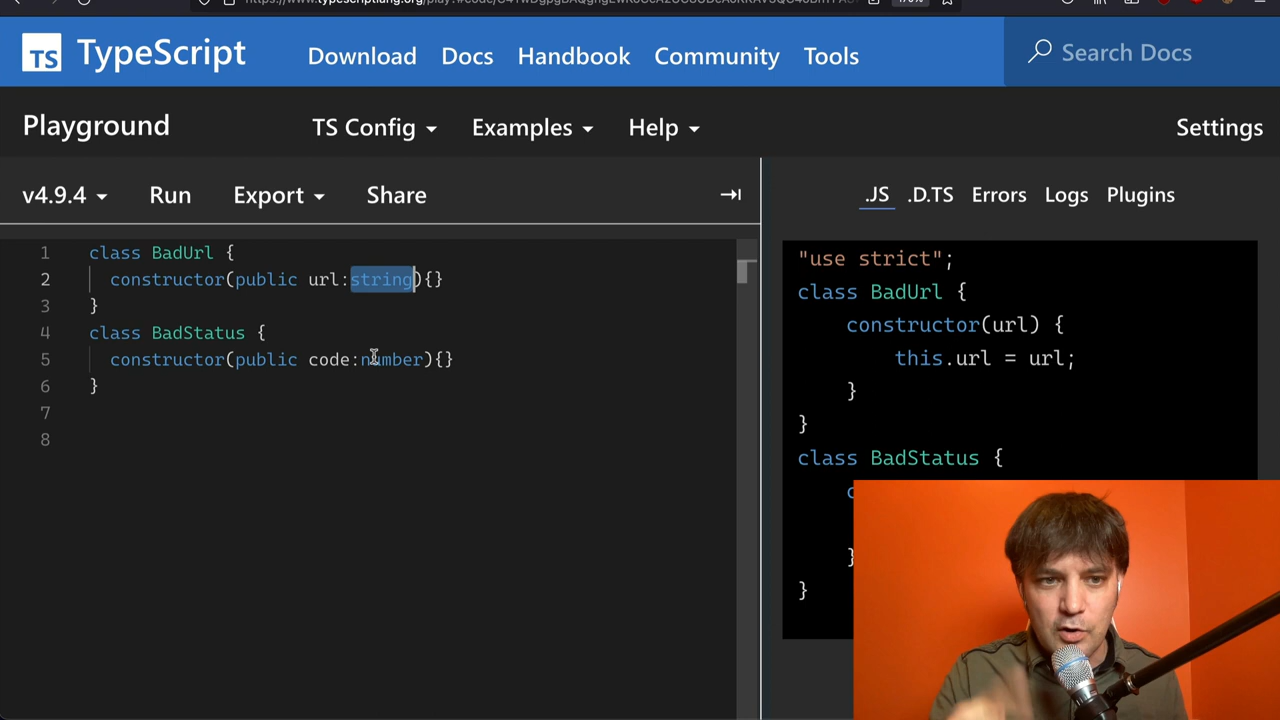 TS TypeScript Download Docs Handbook Community Tools Search Docs
Playground TS Config Examples Help Settings
v4.9.4 Run Export Share .JS .D.TS Errors Logs Plugins
1 class BadUrl {
2 constructor(public url:string){}
3 }
4 class BadStatus {
5 constructor(public code:number){}
6 }
7
8
"use strict";
class BadUrl {
constructor(url) {
this.url = url;
}
}
class BadStatus {
}
}